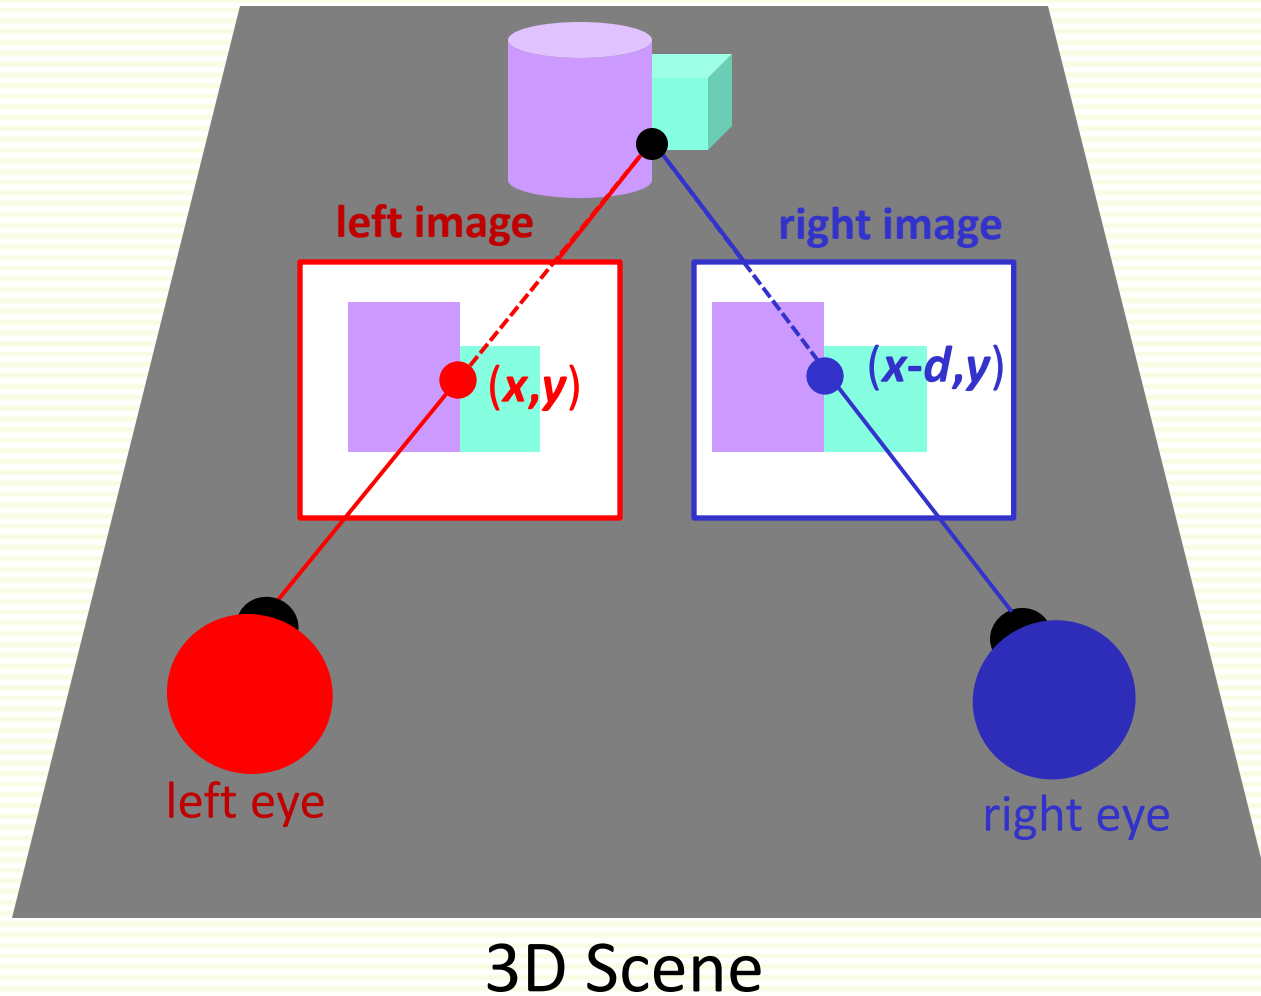 left image
right image
(x,y)
(x-d,y)
left eye
right eye
3D Scene